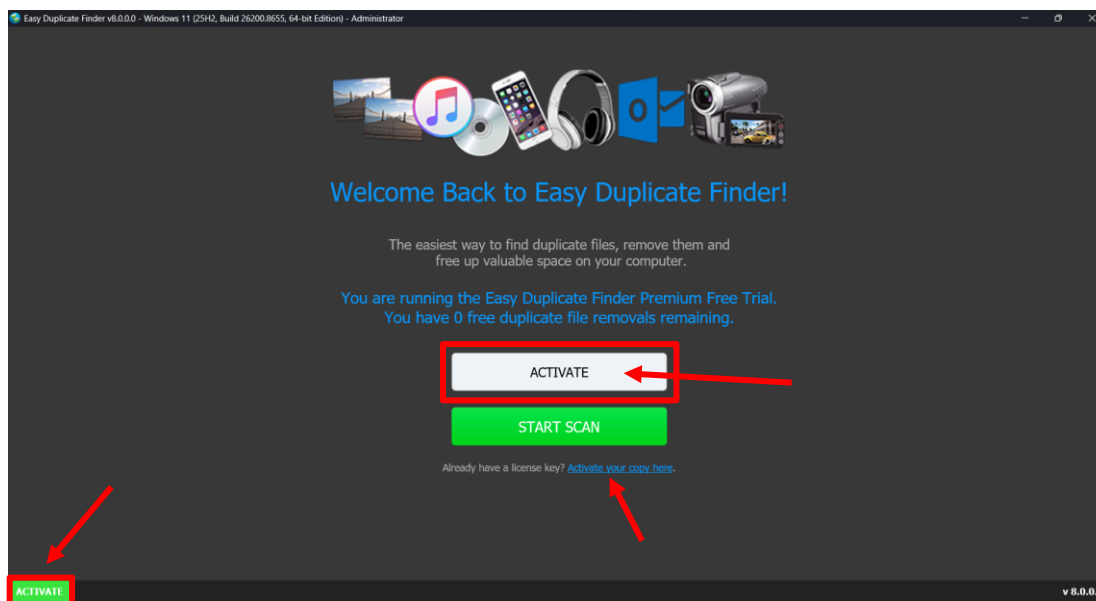 Easy Duplicate Finder v8.0.0.0 - Windows 11 (25H2, Build 26200.8655, 64-bit Edition) - Administrator
Welcome Back to Easy Duplicate Finder!
The easiest way to find duplicate files, remove them and
free up valuable space on your computer.
You are running the Easy Duplicate Finder Premium Free Trial.
You have 0 free duplicate file removals remaining.
ACTIVATE
START SCAN
Already have a license key? Activate your copy here.
ACTIVATE
v 8.0.0.